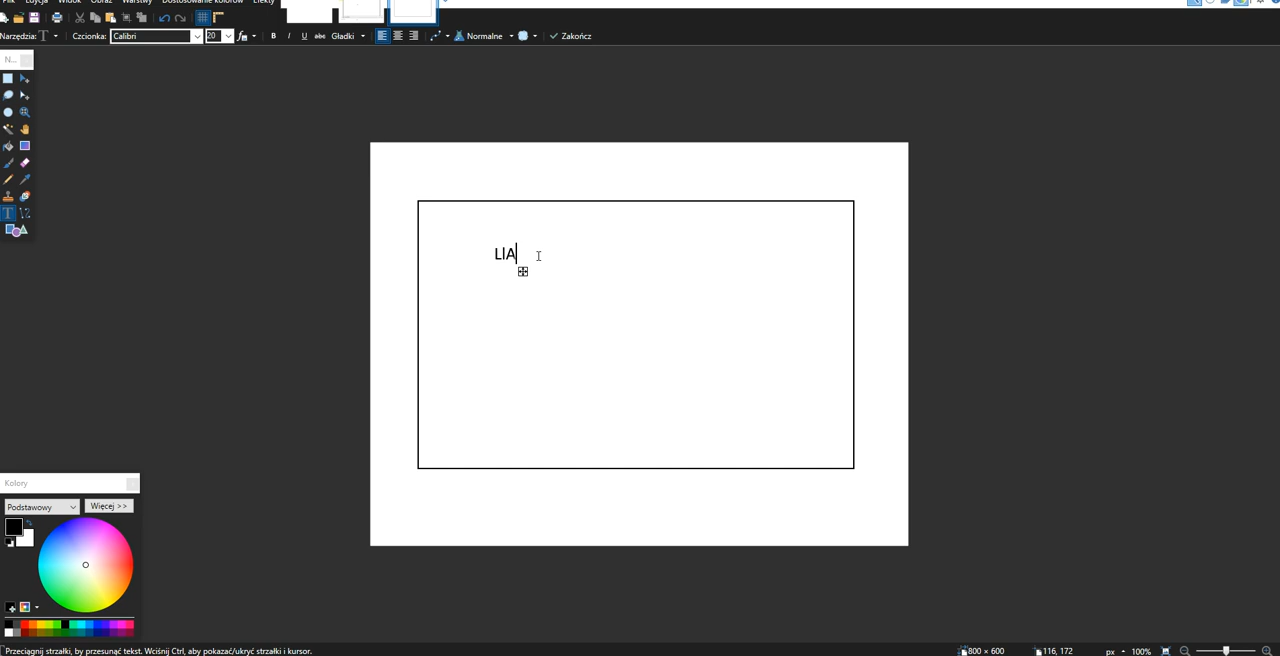 Plik Edycja Widok Obraz Warstwy Dostosowanie kolorów Efekty
Narzędzia: T Czcionka: Calibri 20 fx B I U abc Gładki Normalne Zakończ
N...
LIA
Kolory
Podstawowy Więcej >>
Przeciągnij strzałki, by przesunąć tekst. Wciśnij Ctrl, aby pokazać/ukryć strzałki i kursor. 800 × 600 116, 172 px 100%